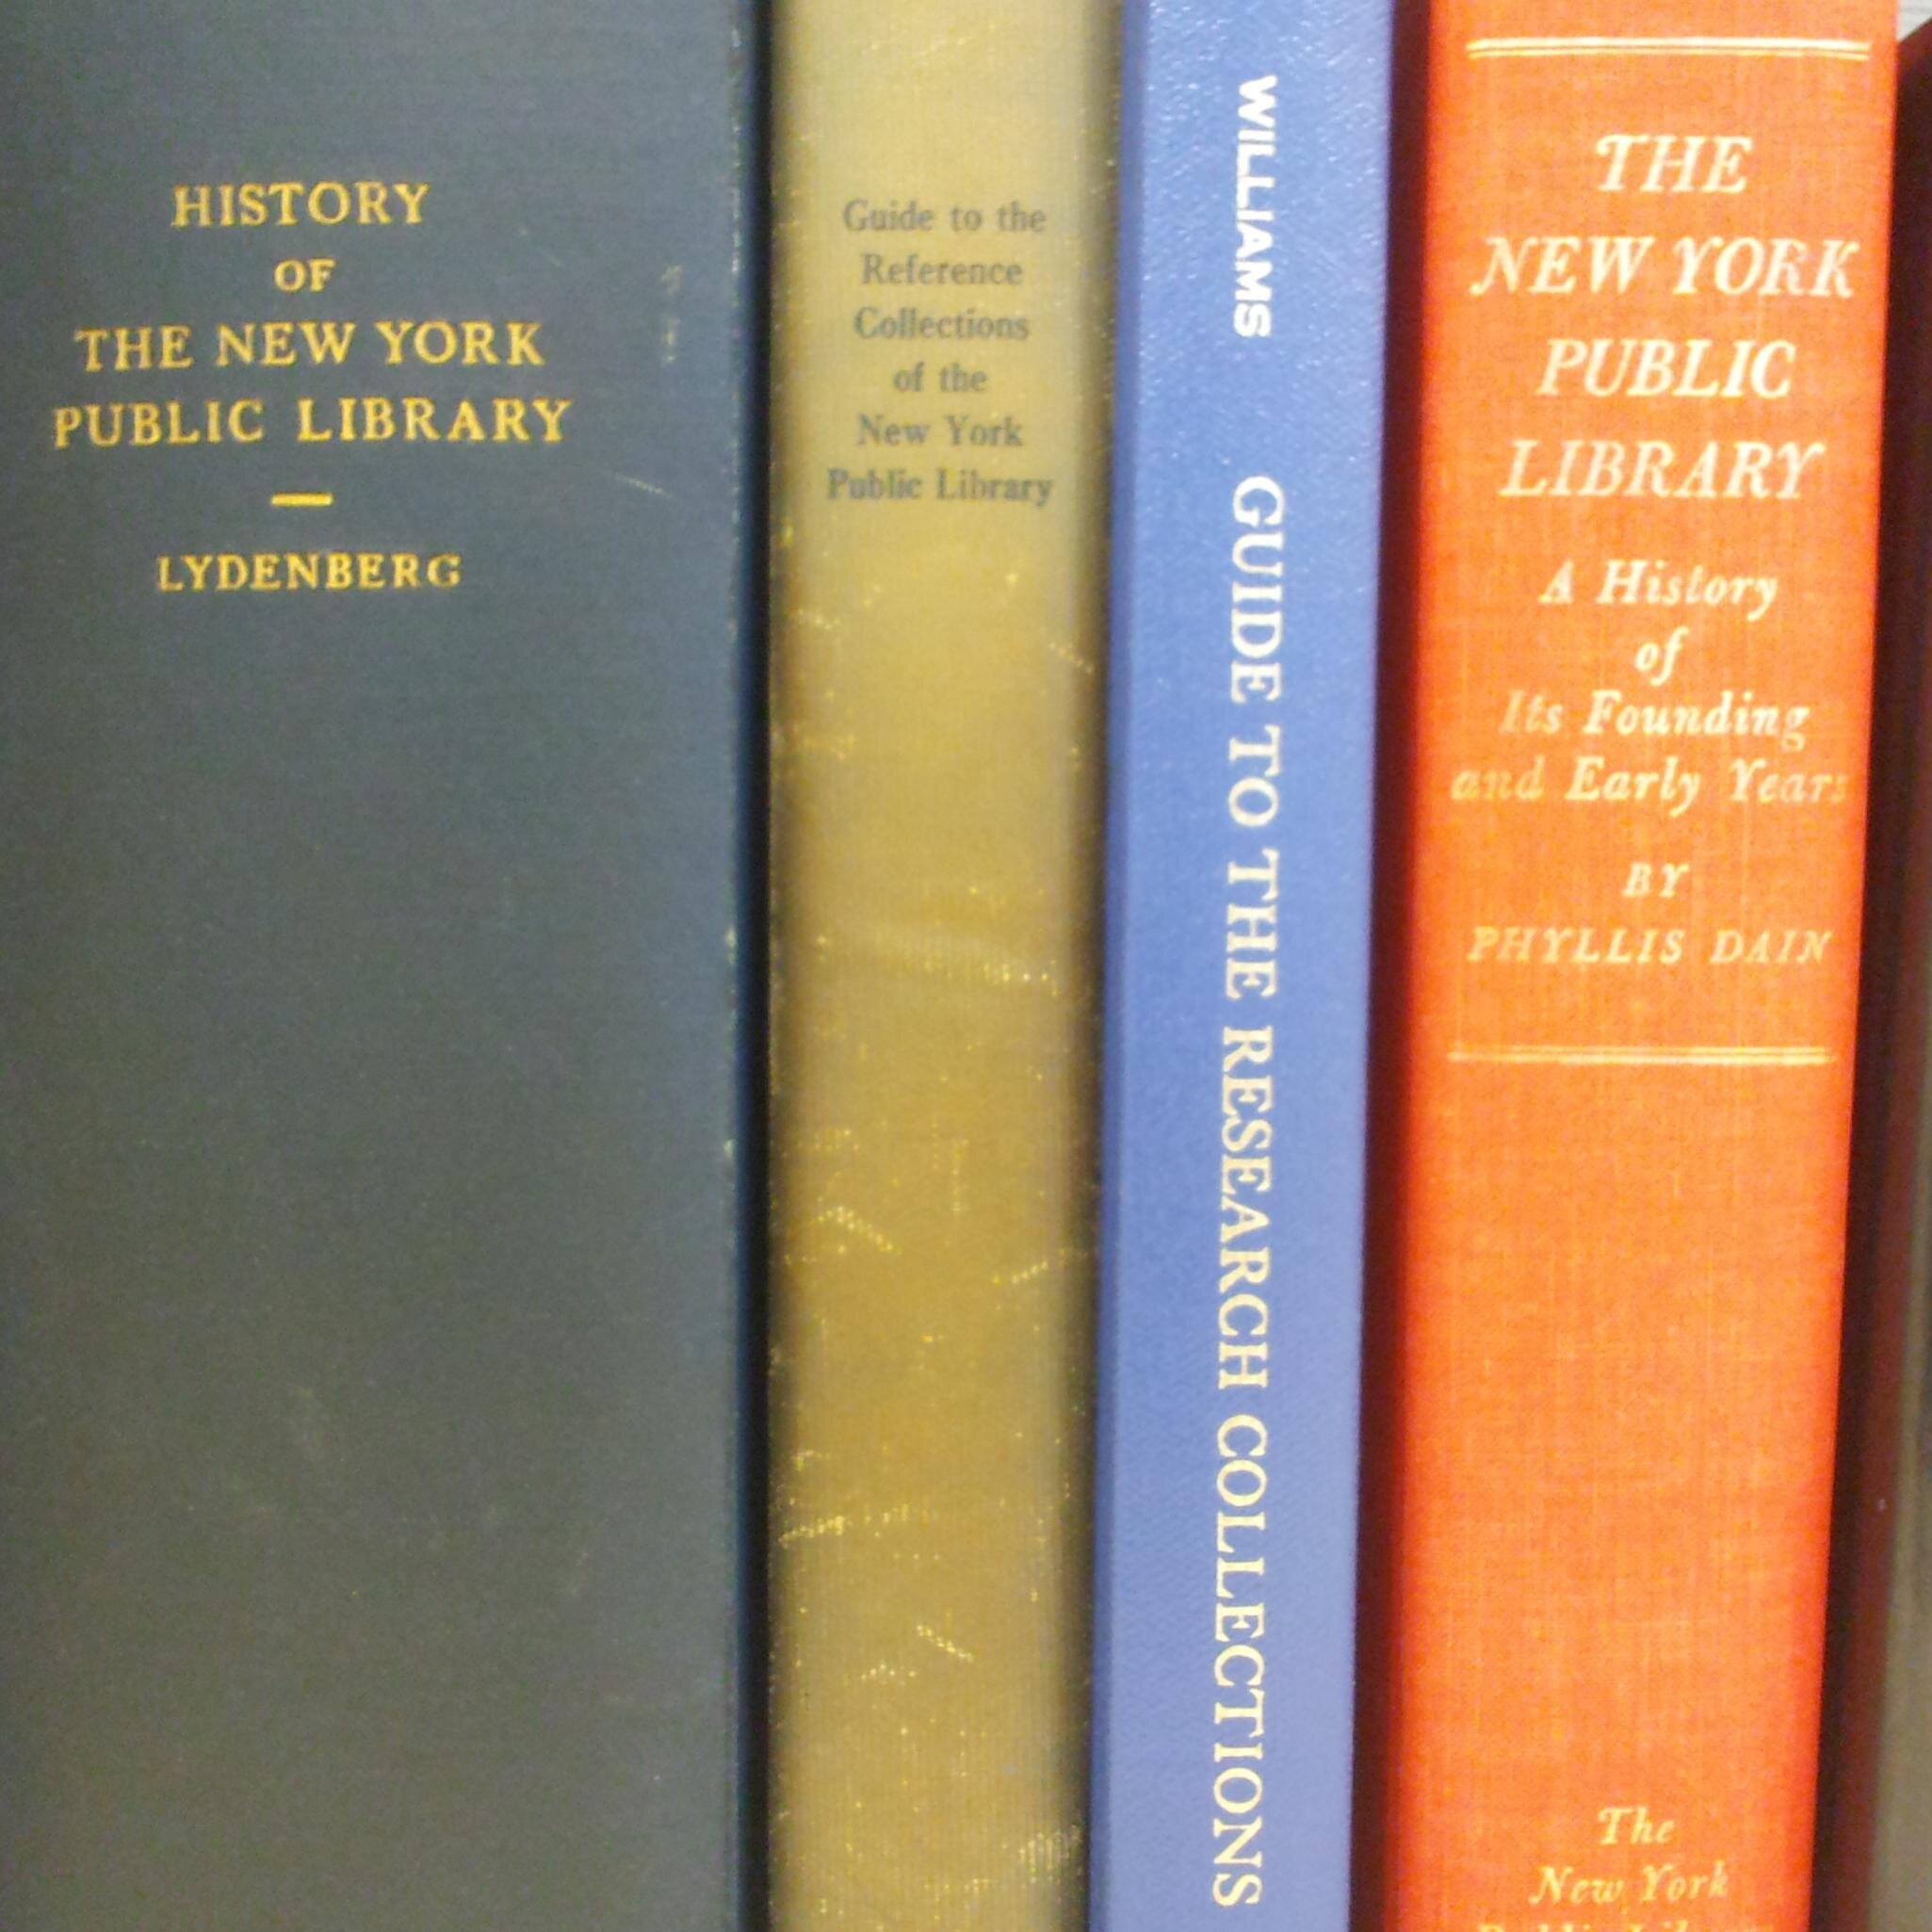 HISTORY
OF
THE NEW YORK
PUBLIC LIBRARY
LYDENBERG
Guide to the
Reference
Collections
of the
New York
Public Library
WILLIAMS GUIDE TO THE RESEARCH COLLECTIONS
THE
NEW YORK
PUBLIC
LIBRARY
A History
of
Its Founding
and Early Years
BY
PHYLLIS DAIN
The
New York